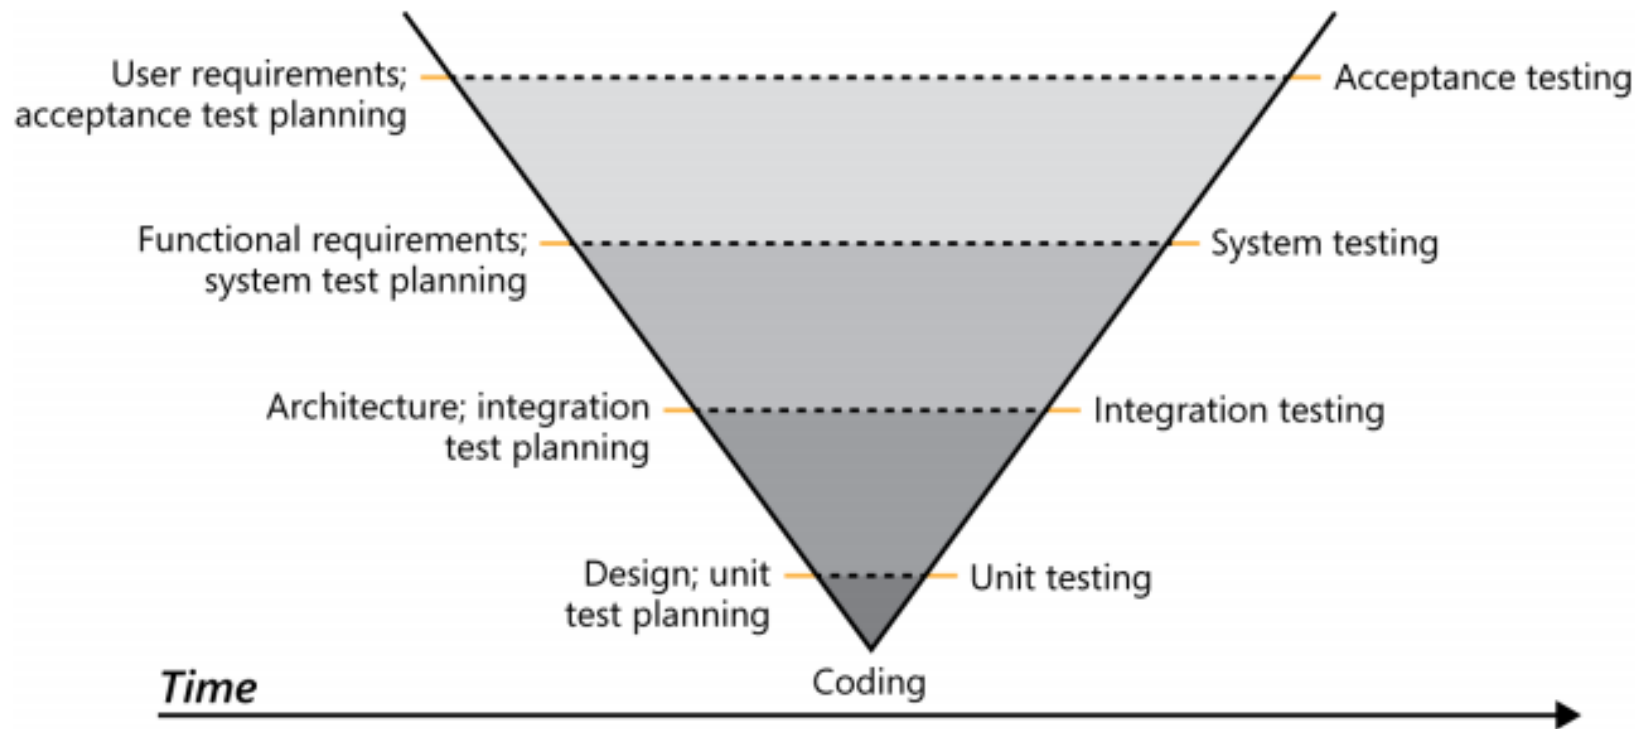 User requirements;
acceptance test planning
Acceptance testing
Functional requirements;
system test planning
System testing
Architecture; integration
test planning
Integration testing
Design; unit
test planning
Unit testing
Coding
Time